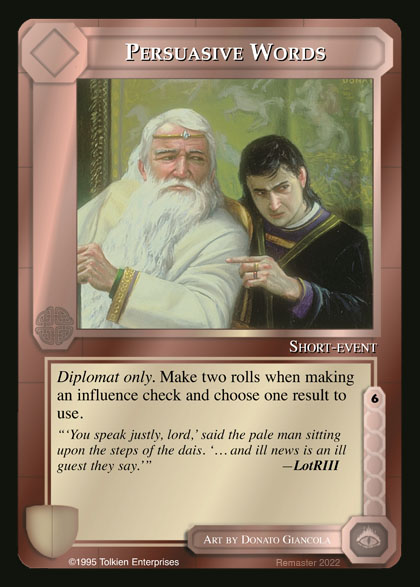 Persuasive Words
DONATO
Short-event
Diplomat only. Make two rolls when making
an influence check and choose one result to
use.
“‘You speak justly, lord,’ said the pale man sitting
upon the steps of the dais. ‘… and ill news is an ill
guest they say.’” —LotRIII
6
Art by Donato Giancola
©1995 Tolkien Enterprises
Remaster 2022